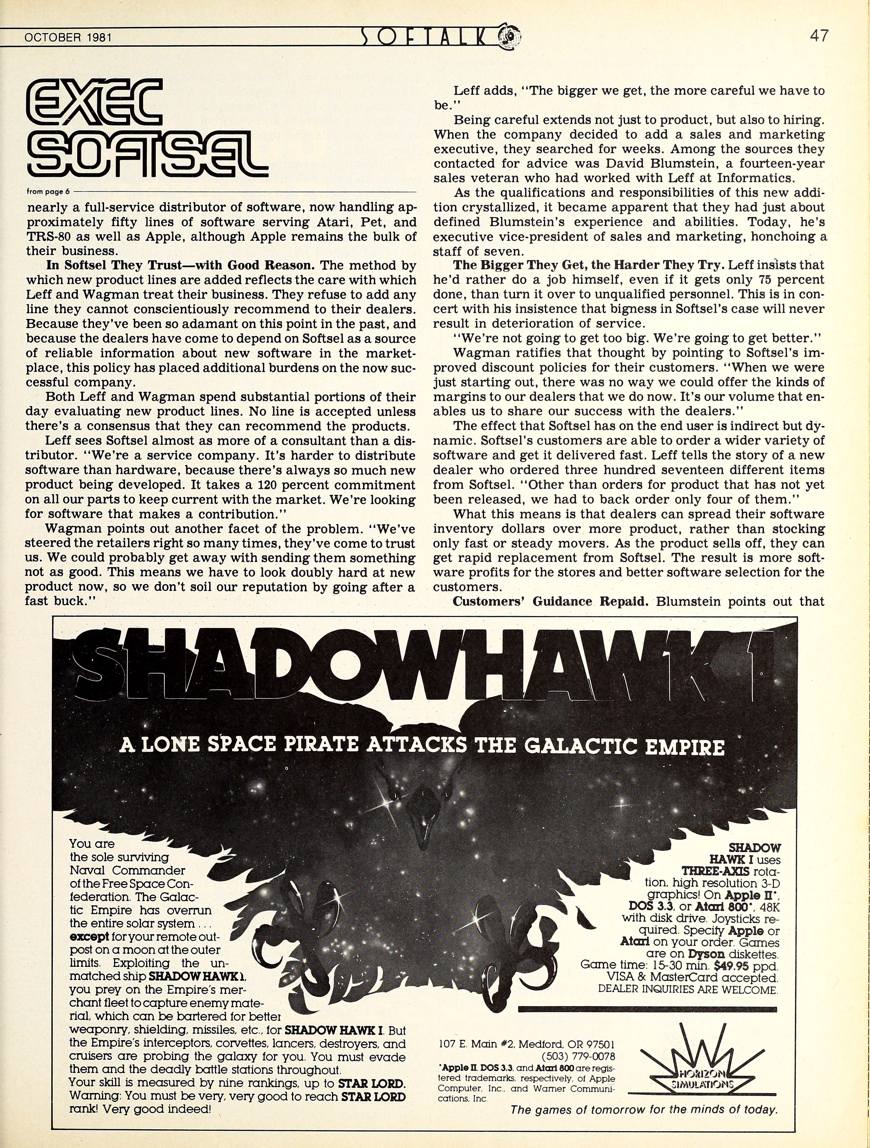 OCTOBER 1981
SOFTALK
47
EXEC
SOFTSEL
from page 6
nearly a full-service distributor of software, now handling ap-
proximately fifty lines of software serving Atari, Pet, and
TRS-80 as well as Apple, although Apple remains the bulk of
their business.
In Softsel They Trust—with Good Reason. The method by
which new product lines are added reflects the care with which
Leff and Wagman treat their business. They refuse to add any
line they cannot conscientiously recommend to their dealers.
Because they've been so adamant on this point in the past, and
because the dealers have come to depend on Softsel as a source
of reliable information about new software in the market-
place, this policy has placed additional burdens on the now suc-
cessful company.
Both Leff and Wagman spend substantial portions of their
day evaluating new product lines. No line is accepted unless
there's a consensus that they can recommend the products.
Leff sees Softsel almost as more of a consultant than a dis-
tributor. "We're a service company. It's harder to distribute
software than hardware, because there's always so much new
product being developed. It takes a 120 percent commitment
on all our parts to keep current with the market. We're looking
for software that makes a contribution."
Wagman points out another facet of the problem. "We've
steered the retailers right so many times, they've come to trust
us. We could probably get away with sending them something
not as good. This means we have to look doubly hard at new
product now, so we don't soil our reputation by going after a
fast buck."
Leff adds, "The bigger we get, the more careful we have to
be."
Being careful extends not just to product, but also to hiring.
When the company decided to add a sales and marketing
executive, they searched for weeks. Among the sources they
contacted for advice was David Blumstein, a fourteen-year
sales veteran who had worked with Leff at Informatics.
As the qualifications and responsibilities of this new addi-
tion crystallized, it became apparent that they had just about
defined Blumstein's experience and abilities. Today, he's
executive vice-president of sales and marketing, honchoing a
staff of seven.
The Bigger They Get, the Harder They Try. Leff insists that
he'd rather do a job himself, even if it gets only 75 percent
done, than turn it over to unqualified personnel. This is in con-
cert with his insistence that bigness in Softsel's case will never
result in deterioration of service.
"We're not going to get too big. We're going to get better."
Wagman ratifies that thought by pointing to Softsel's im-
proved discount policies for their customers. "When we were
just starting out, there was no way we could offer the kinds of
margins to our dealers that we do now. It's our volume that en-
ables us to share our success with the dealers."
The effect that Softsel has on the end user is indirect but dy-
namic. Softsel's customers are able to order a wider variety of
software and get it delivered fast. Leff tells the story of a new
dealer who ordered three hundred seventeen different items
from Softsel. "Other than orders for product that has not yet
been released, we had to back order only four of them."
What this means is that dealers can spread their software
inventory dollars over more product, rather than stocking
only fast or steady movers. As the product sells off, they can
get rapid replacement from Softsel. The result is more soft-
ware profits for the stores and better software selection for the
customers.
Customers' Guidance Repaid. Blumstein points out that
SHADOWHAWK 1
A LONE SPACE PIRATE ATTACKS THE GALACTIC EMPIRE
You are
the sole surviving
Naval Commander
of the Free Space Con-
federation. The Galac-
tic Empire has overrun
the entire solar system . . .
except for your remote out-
post on a moon at the outer
limits. Exploiting the un-
matched ship SHADOW HAWK I,
you prey on the Empire's mer-
chant fleet to capture enemy mate-
rial, which can be bartered for better
weaponry, shielding, missiles, etc., for SHADOW HAWK I. But
the Empire's interceptors, corvettes, lancers, destroyers, and
cruisers are probing the galaxy for you. You must evade
them and the deadly battle stations throughout.
Your skill is measured by nine rankings, up to STAR LORD.
Warning: You must be very, very good to reach STAR LORD
rank! Very good indeed!
SHADOW
HAWK I uses
THREE-AXIS rota-
tion, high resolution 3-D
graphics! On Apple II*,
DOS 3.3, or Atari 800*, 48K
with disk drive. Joysticks re-
quired. Specify Apple or
Atari on your order. Games
are on Dyson diskettes.
Game time: 15-30 min. $49.95 ppd.
VISA & MasterCard accepted.
DEALER INQUIRIES ARE WELCOME.
107 E. Main #2, Medford, OR 97501
(503) 779-0078
*Apple II, DOS 3.3, and Atari 800 are regis-
tered trademarks, respectively, of Apple
Computer, Inc., and Warner Communi-
cations, Inc.
HORIZON
SIMULATIONS
The games of tomorrow for the minds of today.